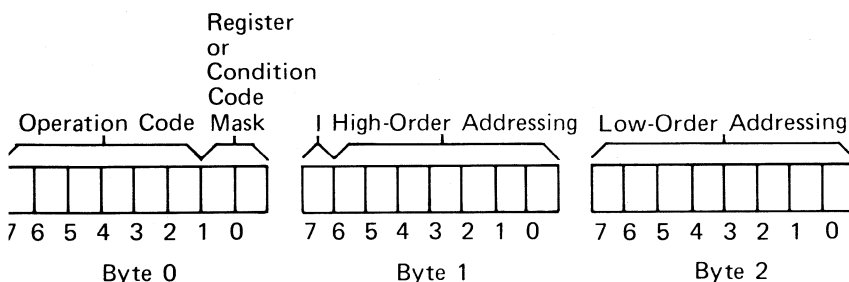 Register
or
Condition
Code
Operation Code Mask I High-Order Addressing Low-Order Addressing
7 6 5 4 3 2 1 0 7 6 5 4 3 2 1 0 7 6 5 4 3 2 1 0
Byte 0 Byte 1 Byte 2